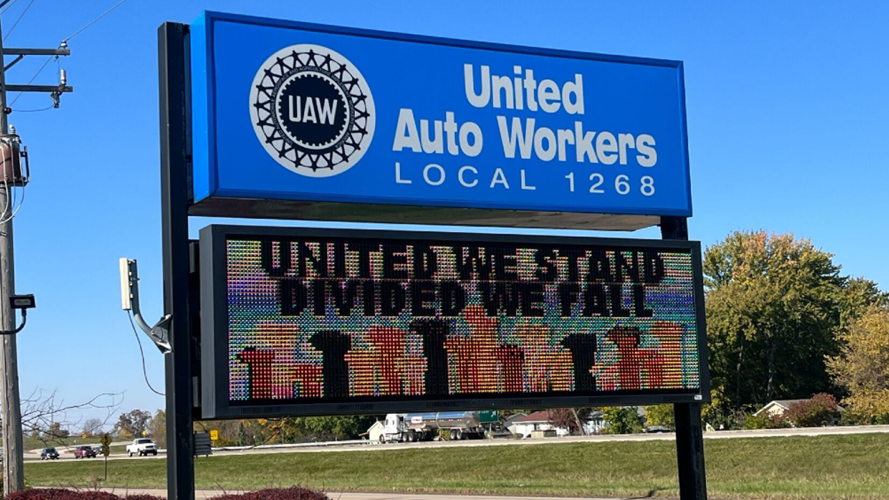 UAW
United
Auto Workers
LOCAL 1268
UNITED WE STAND
DIVIDED WE FALL